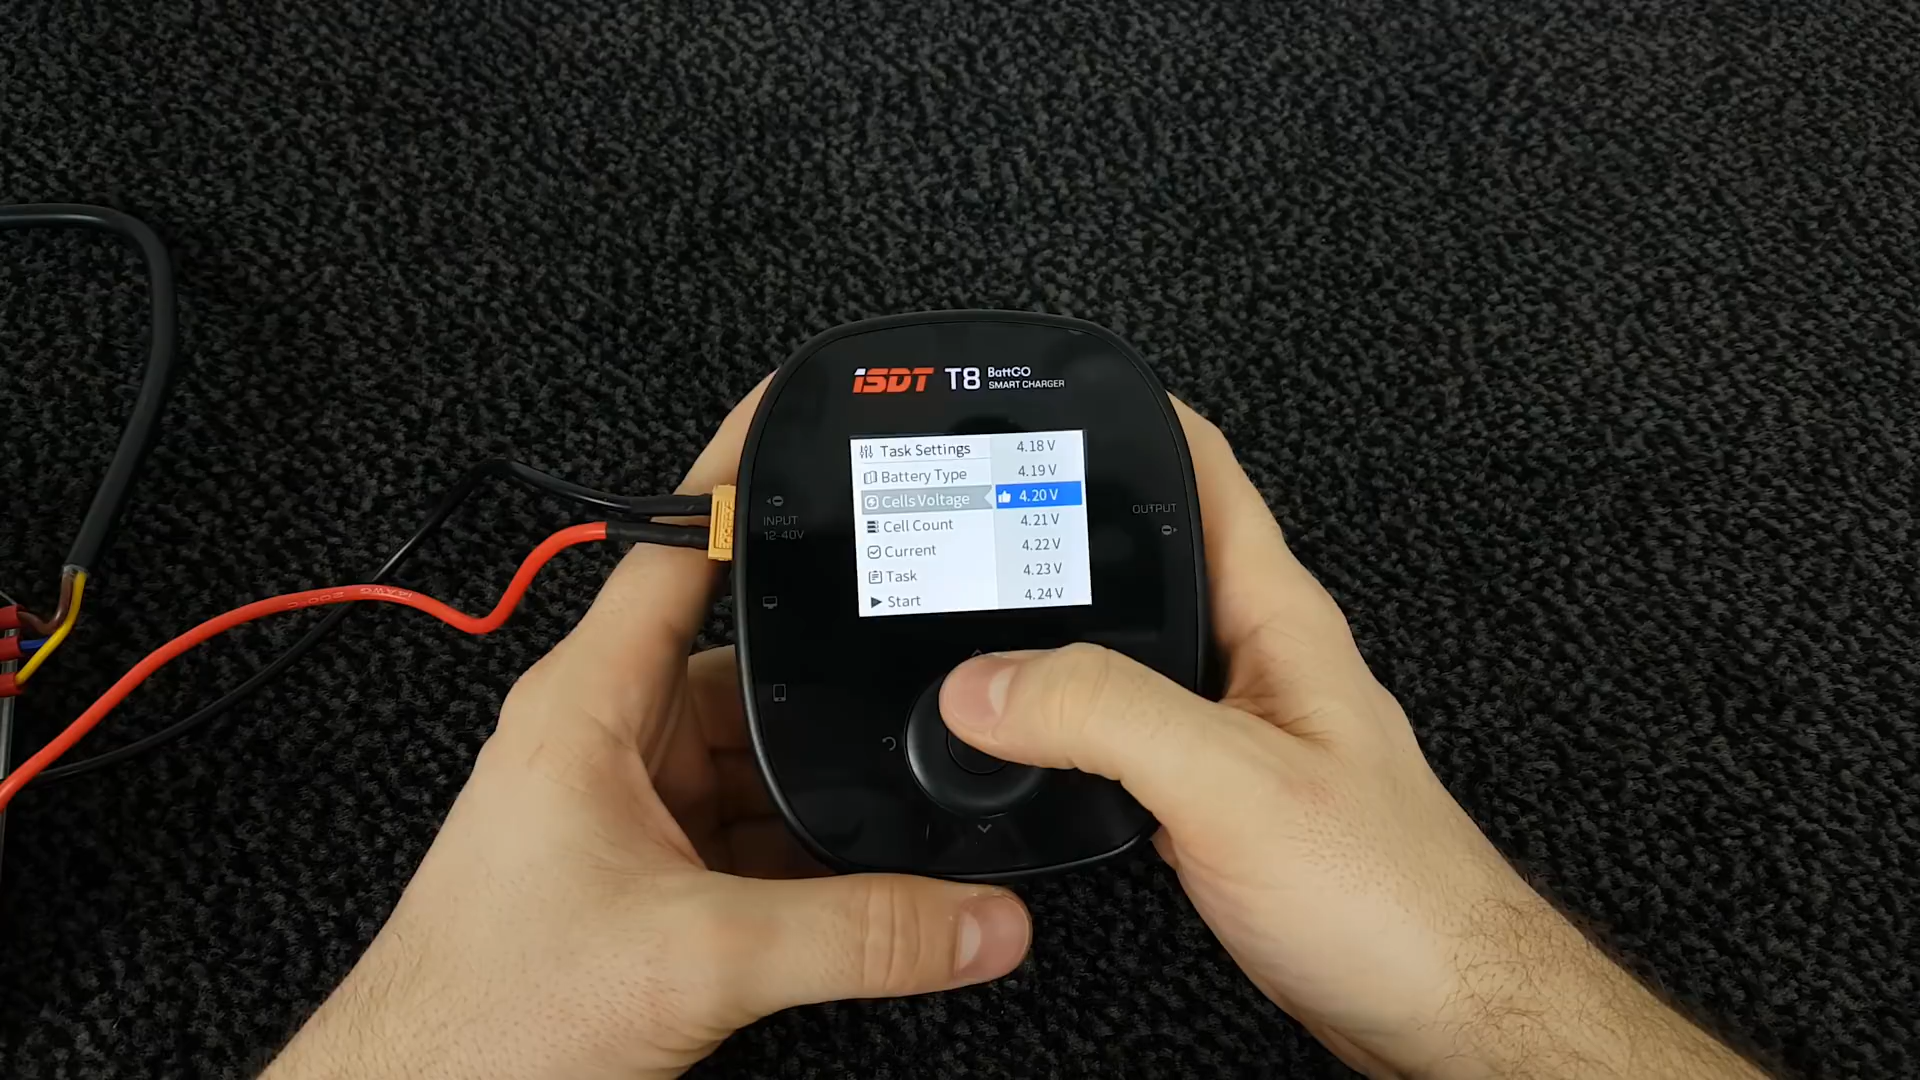 iSDT T8 BattGO
SMART CHARGER
Task Settings
Battery Type
Cells Voltage
Cell Count
Current
Task
Start
4.18 V
4.19 V
4.20 V
4.21 V
4.22 V
4.23 V
4.24 V
INPUT
12-40V
OUTPUT